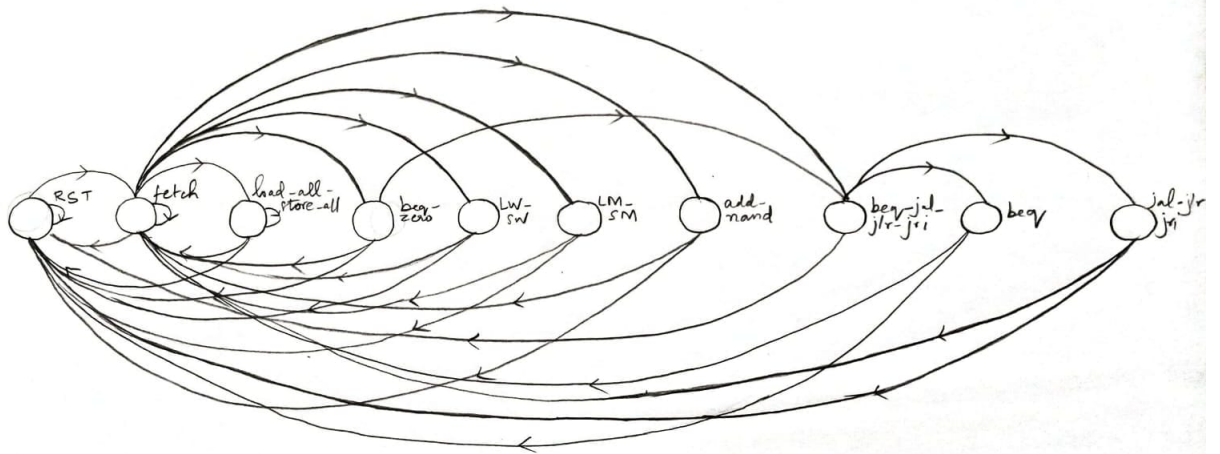 RST
fetch
load-all-
store-all
beq-
zero
LW-
SW
LM-
SM
add-
nand
beq-jal-
jlr-jri
beq
jal-jlr
jri